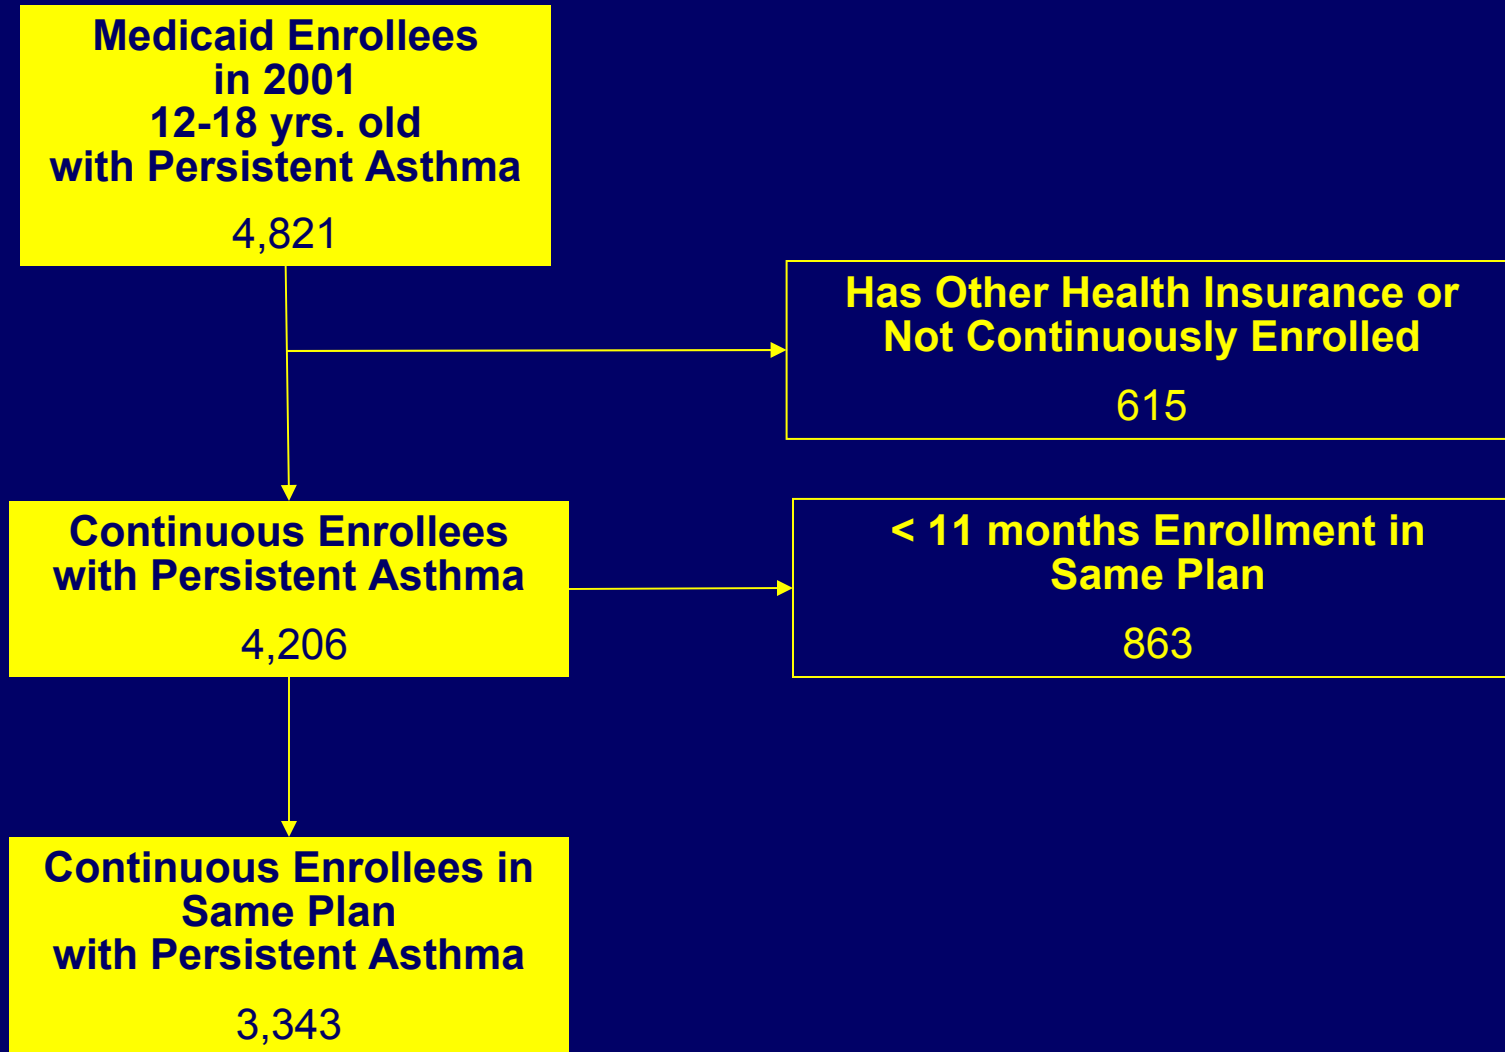 Medicaid Enrollees
in 2001
12-18 yrs. old
with Persistent Asthma
4,821
Has Other Health Insurance or
Not Continuously Enrolled
615
Continuous Enrollees
with Persistent Asthma
4,206
< 11 months Enrollment in
Same Plan
863
Continuous Enrollees in
Same Plan
with Persistent Asthma
3,343